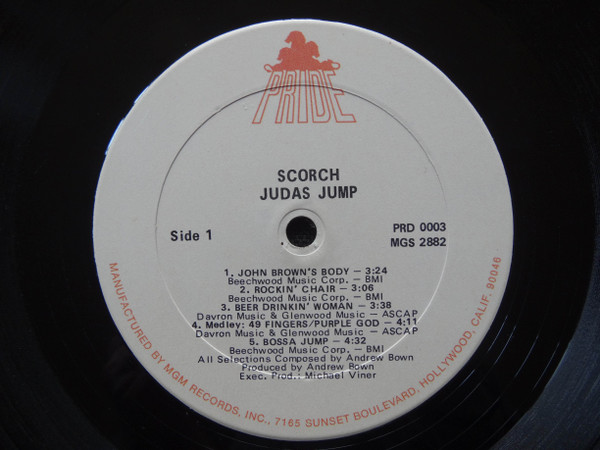 PRIDE
SCORCH
JUDAS JUMP
Side 1
PRD 0003
MGS 2882
1. JOHN BROWN'S BODY — 3:24
Beechwood Music Corp. — BMI
2. ROCKIN' CHAIR — 3:06
Beechwood Music Corp. — BMI
3. BEER DRINKIN' WOMAN — 3:38
Davron Music & Glenwood Music — ASCAP
4. Medley: 49 FINGERS/PURPLE GOD — 4:11
Davron Music & Glenwood Music — ASCAP
5. BOSSA JUMP — 4:32
Beechwood Music Corp. — BMI
All Selections Composed by Andrew Bown
Produced by Andrew Bown
Exec. Prod.: Michael Viner
MANUFACTURED BY MGM RECORDS, INC., 7165 SUNSET BOULEVARD, HOLLYWOOD, CALIF. 90046